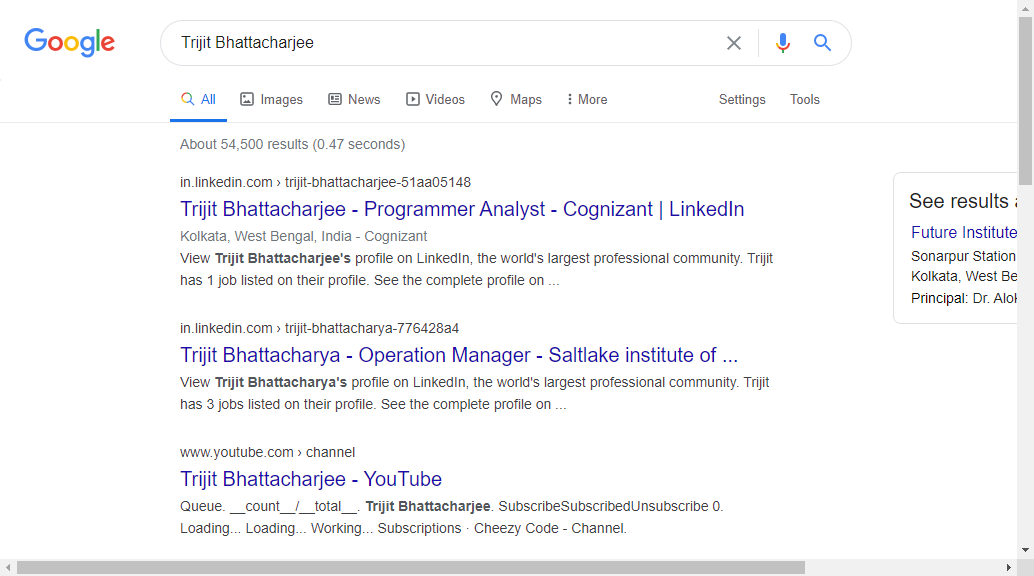 Google
Trijit Bhattacharjee
All Images News Videos Maps More Settings Tools
About 54,500 results (0.47 seconds)
in.linkedin.com › trijit-bhattacharjee-51aa05148
Trijit Bhattacharjee - Programmer Analyst - Cognizant | LinkedIn
Kolkata, West Bengal, India - Cognizant
View Trijit Bhattacharjee's profile on LinkedIn, the world's largest professional community. Trijit
has 1 job listed on their profile. See the complete profile on ...
in.linkedin.com › trijit-bhattacharya-776428a4
Trijit Bhattacharya - Operation Manager - Saltlake institute of ...
View Trijit Bhattacharya's profile on LinkedIn, the world's largest professional community. Trijit
has 3 jobs listed on their profile. See the complete profile on ...
www.youtube.com › channel
Trijit Bhattacharjee - YouTube
Queue. __count__/__total__. Trijit Bhattacharjee. SubscribeSubscribedUnsubscribe 0.
Loading... Loading... Working... Subscriptions · Cheezy Code - Channel.
See results
Future Institute
Sonarpur Station
Kolkata, West Be
Principal: Dr. Alok